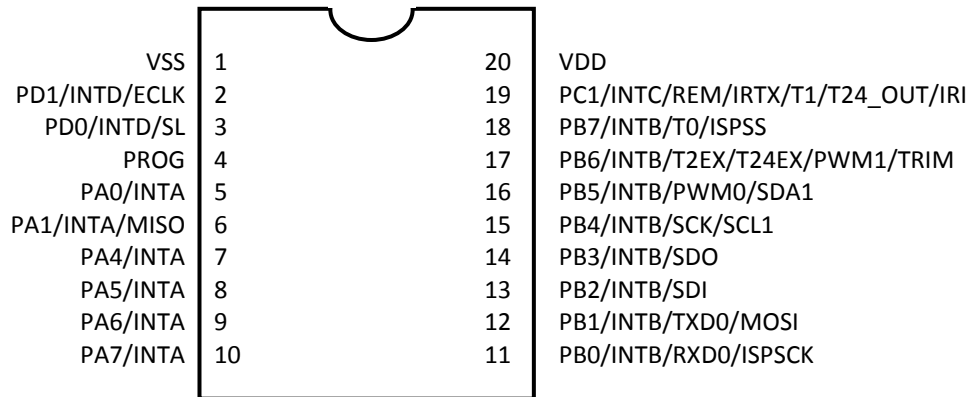 VSS 1 20 VDD
PD1/INTD/ECLK 2 19 PC1/INTC/REM/IRTX/T1/T24_OUT/IRI
PD0/INTD/SL 3 18 PB7/INTB/T0/ISPSS
PROG 4 17 PB6/INTB/T2EX/T24EX/PWM1/TRIM
PA0/INTA 5 16 PB5/INTB/PWM0/SDA1
PA1/INTA/MISO 6 15 PB4/INTB/SCK/SCL1
PA4/INTA 7 14 PB3/INTB/SDO
PA5/INTA 8 13 PB2/INTB/SDI
PA6/INTA 9 12 PB1/INTB/TXD0/MOSI
PA7/INTA 10 11 PB0/INTB/RXD0/ISPSCK